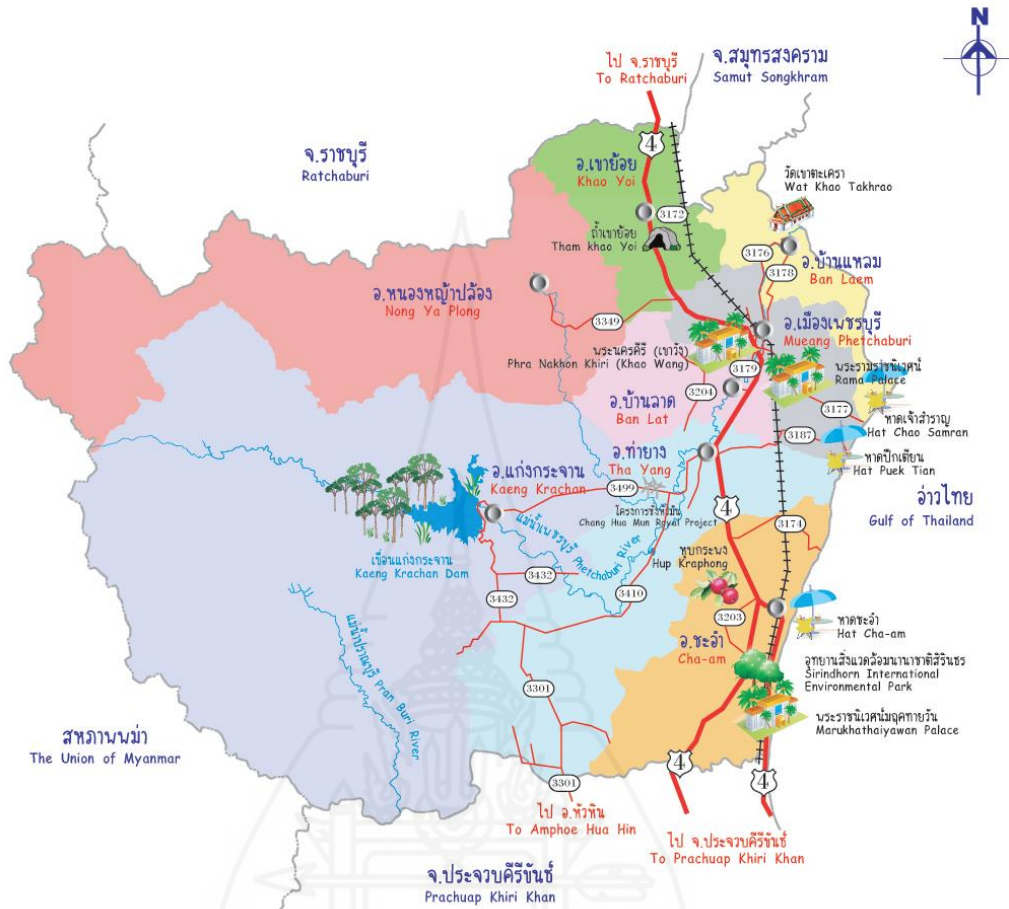 N
ไป จ.ราชบุรี
To Ratchaburi
จ.สมุทรสงคราม
Samut Songkhram
จ.ราชบุรี
Ratchaburi
4
อ.เขาย้อย
Khao Yoi
3172
ถ้ำเขาย้อย
Tham khao Yoi
วัดเขาตะเครา
Wat Khao Takhrao
3176
3178
อ.บ้านแหลม
Ban Laem
อ.หนองหญ้าปล้อง
Nong Ya Plong
3349
อ.เมืองเพชรบุรี
Mueang Phetchaburi
พระนครคีรี (เขาวัง)
Phra Nakhon Khiri (Khao Wang)
3179
พระรามราชนิเวศน์
Rama Palace
3204
อ.บ้านลาด
Ban Lat
3177
หาดเจ้าสำราญ
Hat Chao Samran
3187
หาดปึกเตียน
Hat Puek Tian
อ.ท่ายาง
Tha Yang
อ.แก่งกระจาน
Kaeng Krachan
3499
โครงการชั่งหัวมัน
Chang Hua Mun Royal Project
4
อ่าวไทย
Gulf of Thailand
แม่น้ำเพชรบุรี Phetchaburi River
3174
เขื่อนแก่งกระจาน
Kaeng Krachan Dam
หุบกระพง
Hup Kraphong
3432
3432
3410
3203
หาดชะอำ
Hat Cha-am
อ.ชะอำ
Cha-am
แม่น้ำปราณบุรี Pran Buri River
อุทยานสิ่งแวดล้อมนานาชาติสิรินธร
Sirindhorn International
Environmental Park
3301
พระราชนิเวศน์มฤคทายวัน
Marukhathaiyawan Palace
สหภาพพม่า
The Union of Myanmar
4
4
3301
ไป อ.หัวหิน
To Amphoe Hua Hin
ไป จ.ประจวบคีรีขันธ์
To Prachuap Khiri Khan
จ.ประจวบคีรีขันธ์
Prachuap Khiri Khan